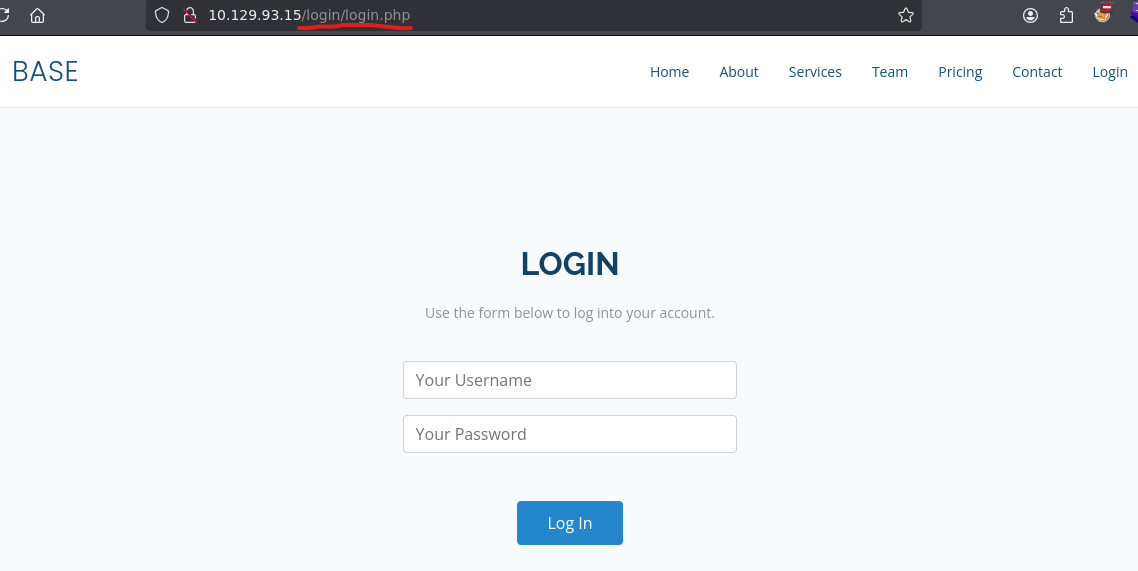 10.129.93.15/login/login.php
BASE
Home About Services Team Pricing Contact Login
LOGIN
Use the form below to log into your account.
Your Username
Your Password
Log In